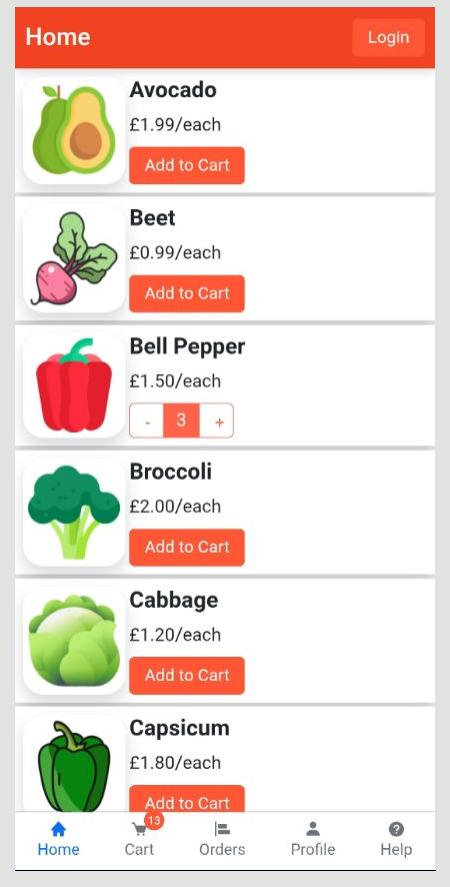 Home Login
Avocado
£1.99/each
Add to Cart
Beet
£0.99/each
Add to Cart
Bell Pepper
£1.50/each
- 3 +
Broccoli
£2.00/each
Add to Cart
Cabbage
£1.20/each
Add to Cart
Capsicum
£1.80/each
Add to Cart
13
Home Cart Orders Profile Help